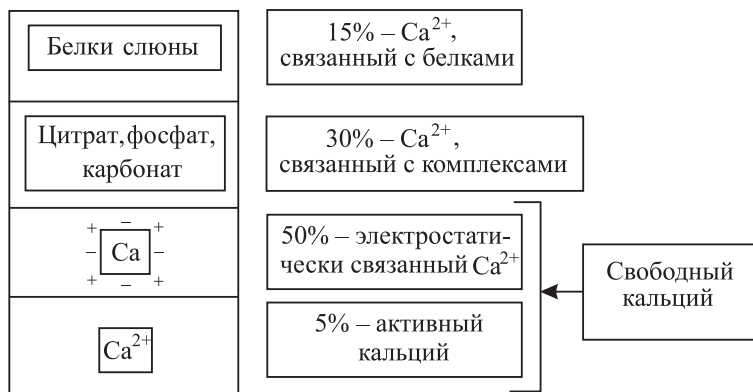 Белки слюны
15% – Ca²⁺,
связанный с белками
Цитрат, фосфат,
карбонат
30% – Ca²⁺,
связанный с комплексами
+ – +
– Ca –
+ – +
50% – электростати-
чески связанный Ca²⁺
Свободный
кальций
Ca²⁺
5% – активный
кальций